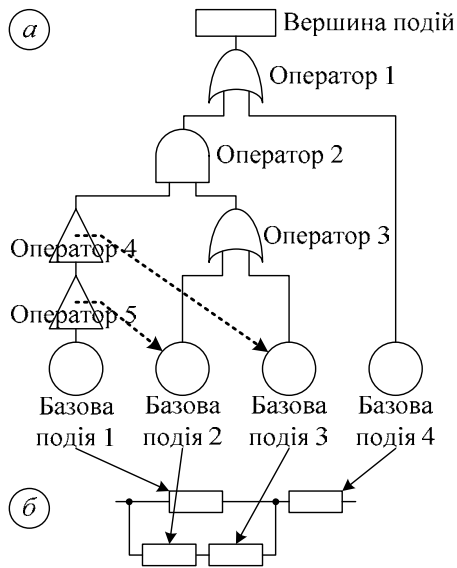 а
Вершина подій
Оператор 1
Оператор 2
Оператор 3
Оператор 4
Оператор 5
Базова подія 1
Базова подія 2
Базова подія 3
Базова подія 4
б